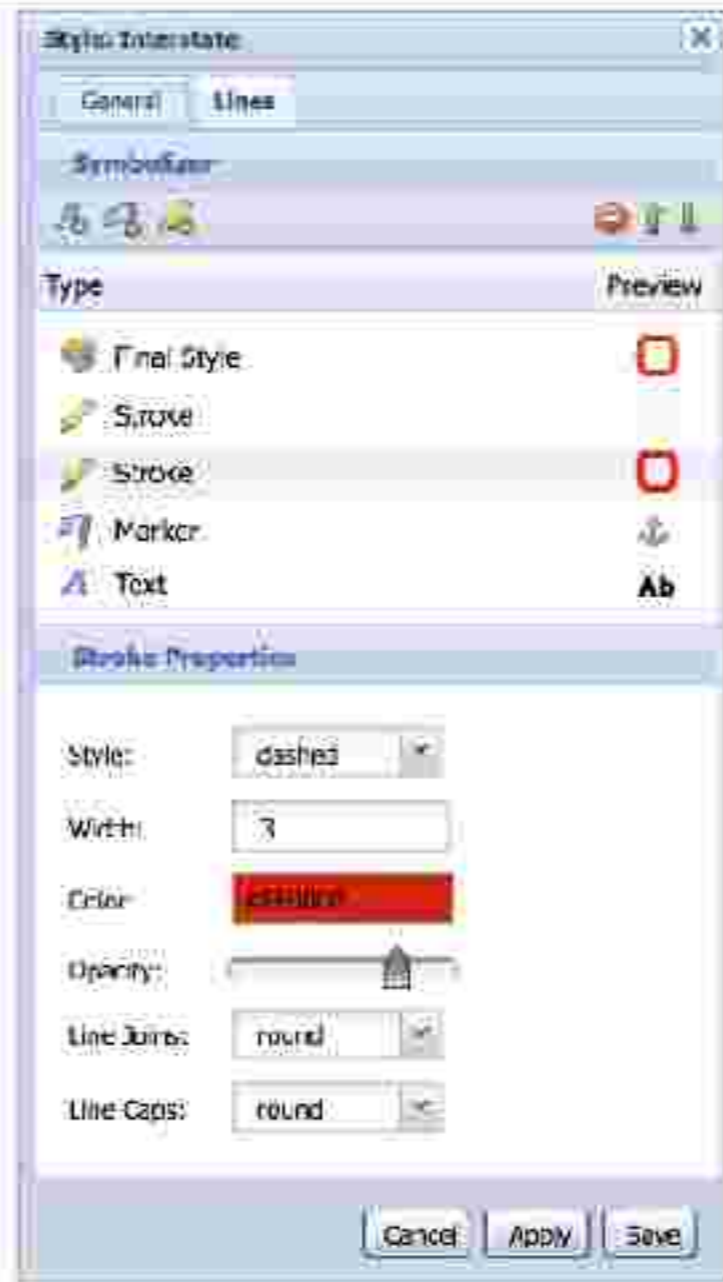 Style: Interstate
General Lines
Symbolizer
Type Preview
Final Style
Stroke
Stroke
Marker
Text Ab
Stroke Properties
Style: dashed
Width: 3
Color:
Opacity:
Line Joins: round
Line Caps: round
Cancel Apply Save